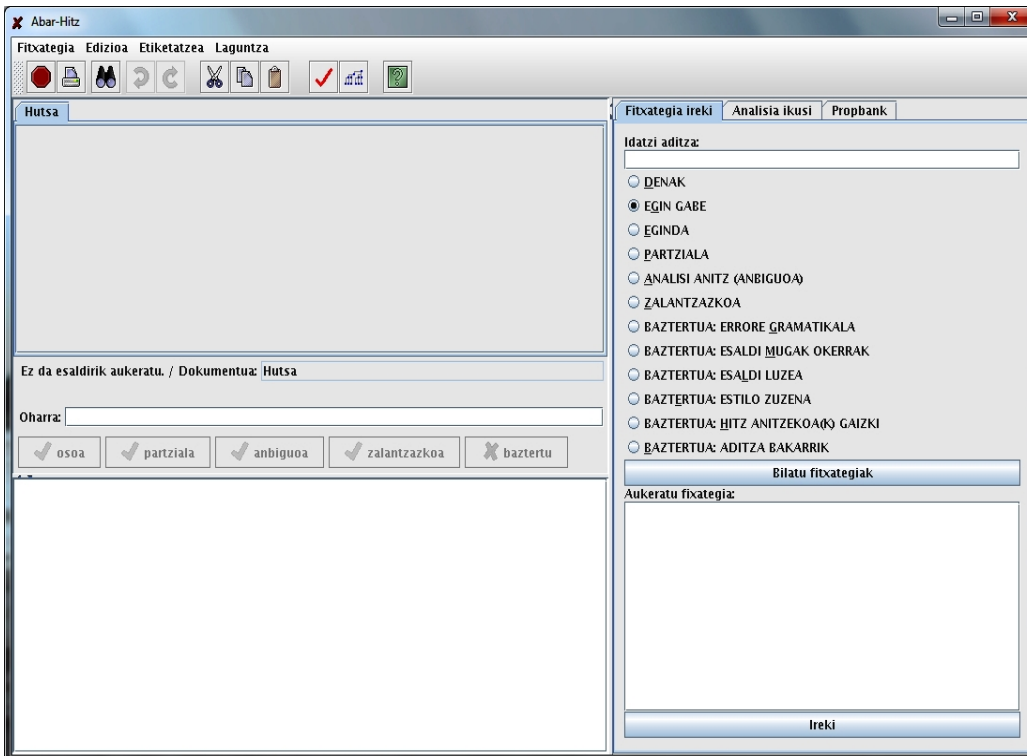 Abar-Hitz
Fitxategia Edizioa Etiketatzea Laguntza
Hutsa
Ez da esaldirik aukeratu. / Dokumentua: Hutsa
Oharra:
osoa partziala anbiguoa zalantzazkoa baztertu
Fitxategia ireki Analisia ikusi Propbank
Idatzi aditza:
DENAK
EGIN GABE
EGINDA
PARTZIALA
ANALISI ANITZ (ANBIGUOA)
ZALANTZAZKOA
BAZTERTUA: ERRORE GRAMATIKALA
BAZTERTUA: ESALDI MUGAK OKERRAK
BAZTERTUA: ESALDI LUZEA
BAZTERTUA: ESTILO ZUZENA
BAZTERTUA: HITZ ANITZEKOA(K) GAIZKI
BAZTERTUA: ADITZA BAKARRIK
Bilatu fitxategiak
Aukeratu fixategia:
Ireki